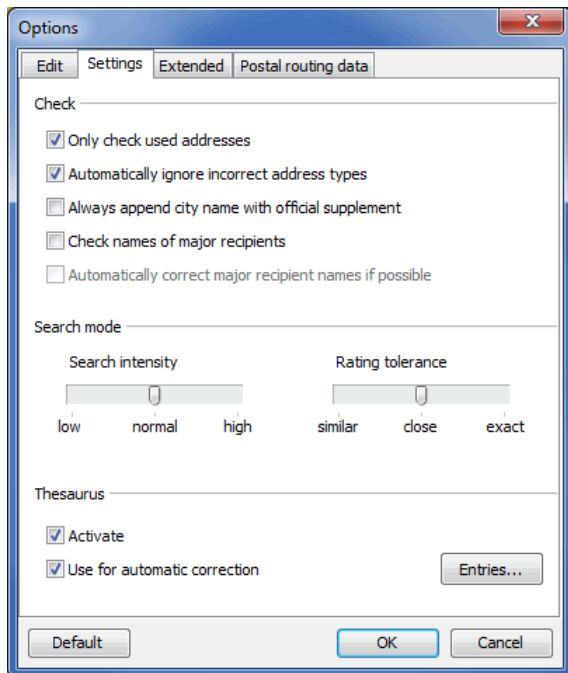 Options
Edit Settings Extended Postal routing data
Check
Only check used addresses
Automatically ignore incorrect address types
Always append city name with official supplement
Check names of major recipients
Automatically correct major recipient names if possible
Search mode
Search intensity Rating tolerance
low normal high similar close exact
Thesaurus
Activate
Use for automatic correction Entries...
Default OK Cancel